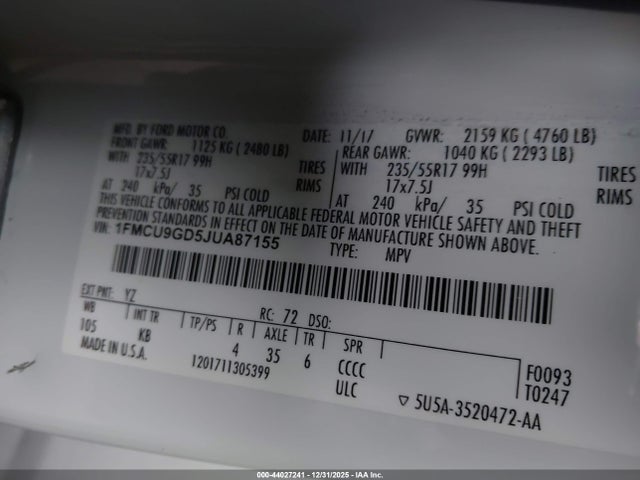 MFD. BY FORD MOTOR CO.
DATE: 11/17 GVWR: 2159 KG ( 4760 LB)
FRONT GAWR: 1125 KG ( 2480 LB)
REAR GAWR: 1040 KG ( 2293 LB)
WITH 235/55R17 99H TIRES
WITH 235/55R17 99H TIRES
17x7.5J RIMS
17x7.5J RIMS
AT 240 kPa/ 35 PSI COLD
AT 240 kPa/ 35 PSI COLD
THIS VEHICLE CONFORMS TO ALL APPLICABLE FEDERAL MOTOR VEHICLE SAFETY AND THEFT
PREVENTION STANDARDS IN EFFECT ON THE DATE OF MANUFACTURE SHOWN ABOVE.
VIN: 1FMCU9GD5JUA87155
TYPE: MPV
EXT PNT: YZ RC: 72 DSO:
WB INT TR TP/PS R AXLE TR SPR
105 KB 4 35 6 CCCC
F0093
MADE IN U.S.A. 1201711305399 ULC
T0247
5U5A-3520472-AA
000-44027241 - 12/31/2025 - IAA Inc.